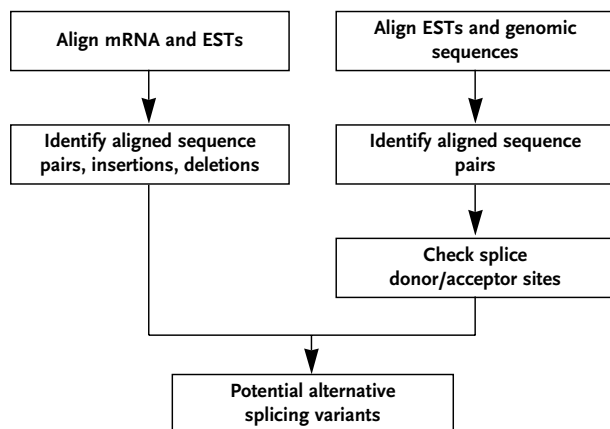 Align mRNA and ESTs
Align ESTs and genomic
sequences
Identify aligned sequence
pairs, insertions, deletions
Identify aligned sequence
pairs
Check splice
donor/acceptor sites
Potential alternative
splicing variants